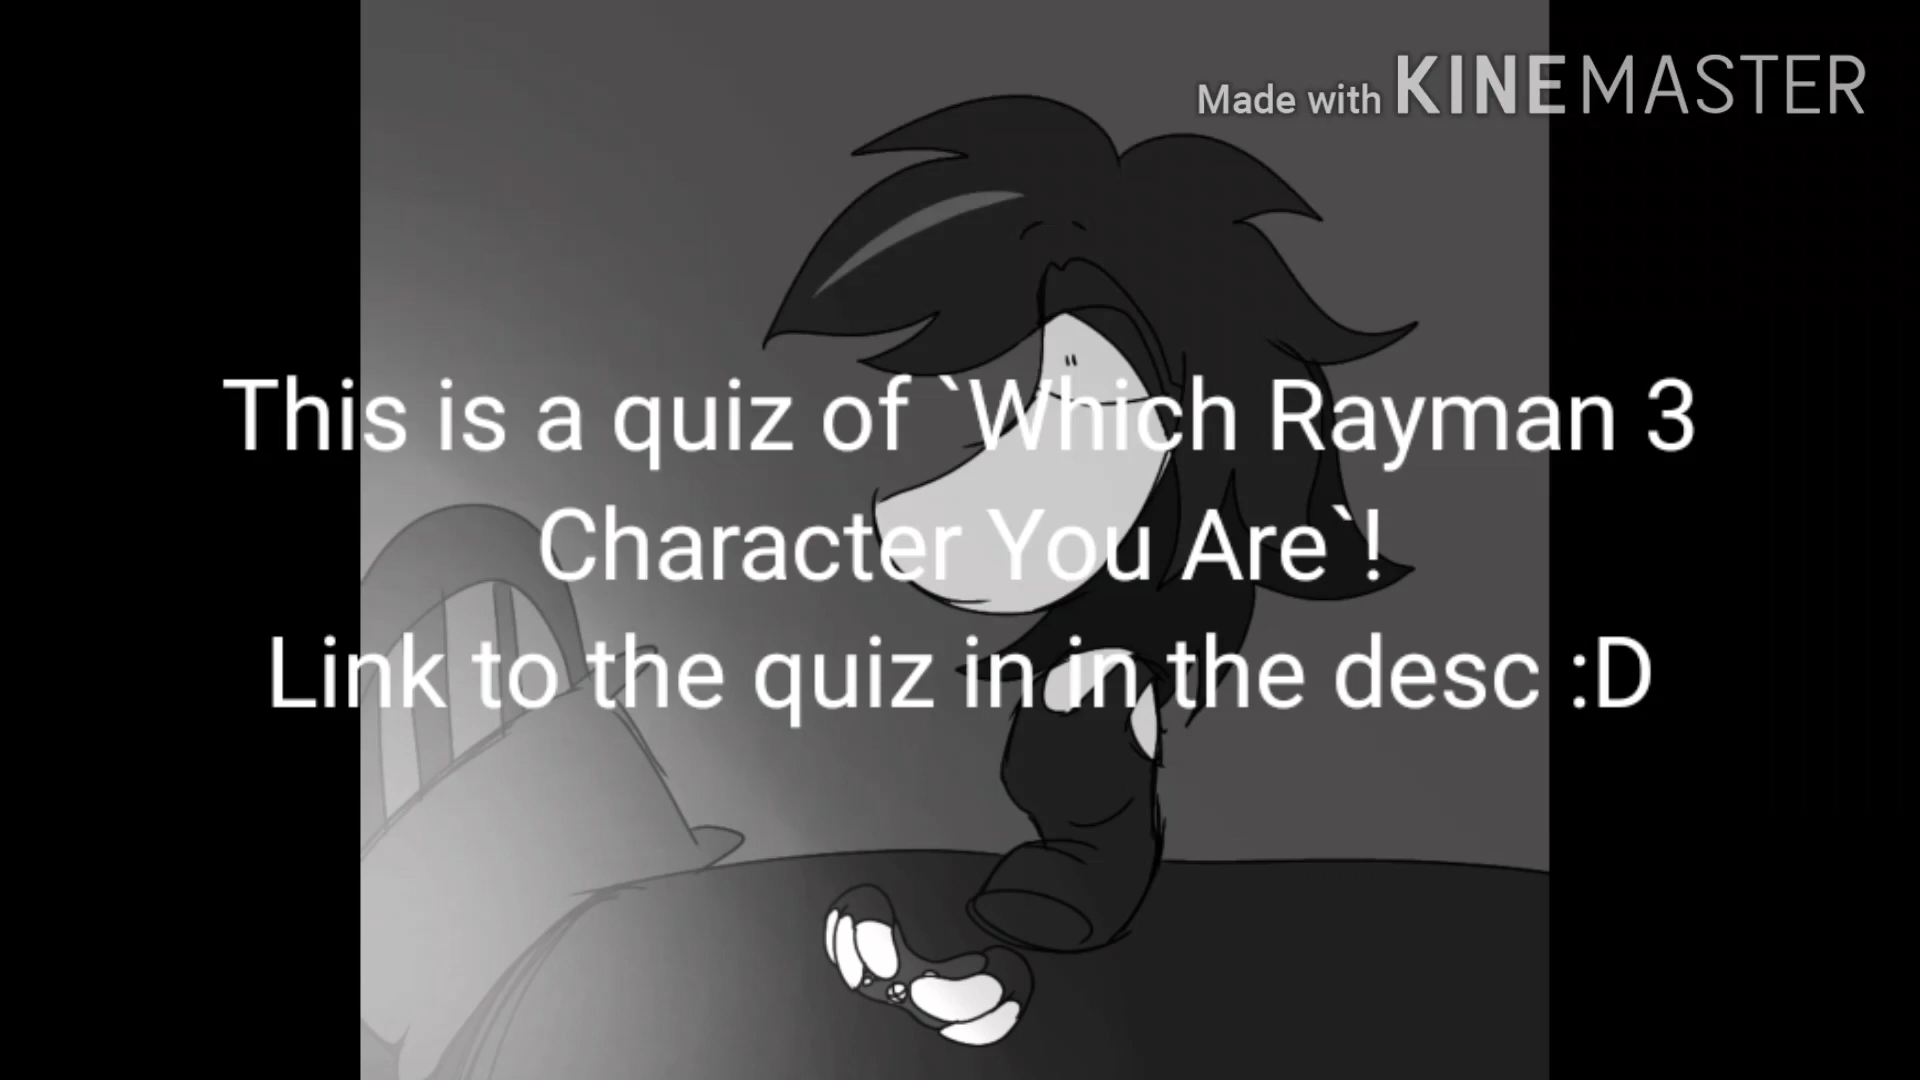 Made with KINEMASTER
This is a quiz of `Which Rayman 3
Character You Are`!
Link to the quiz in in the desc :D